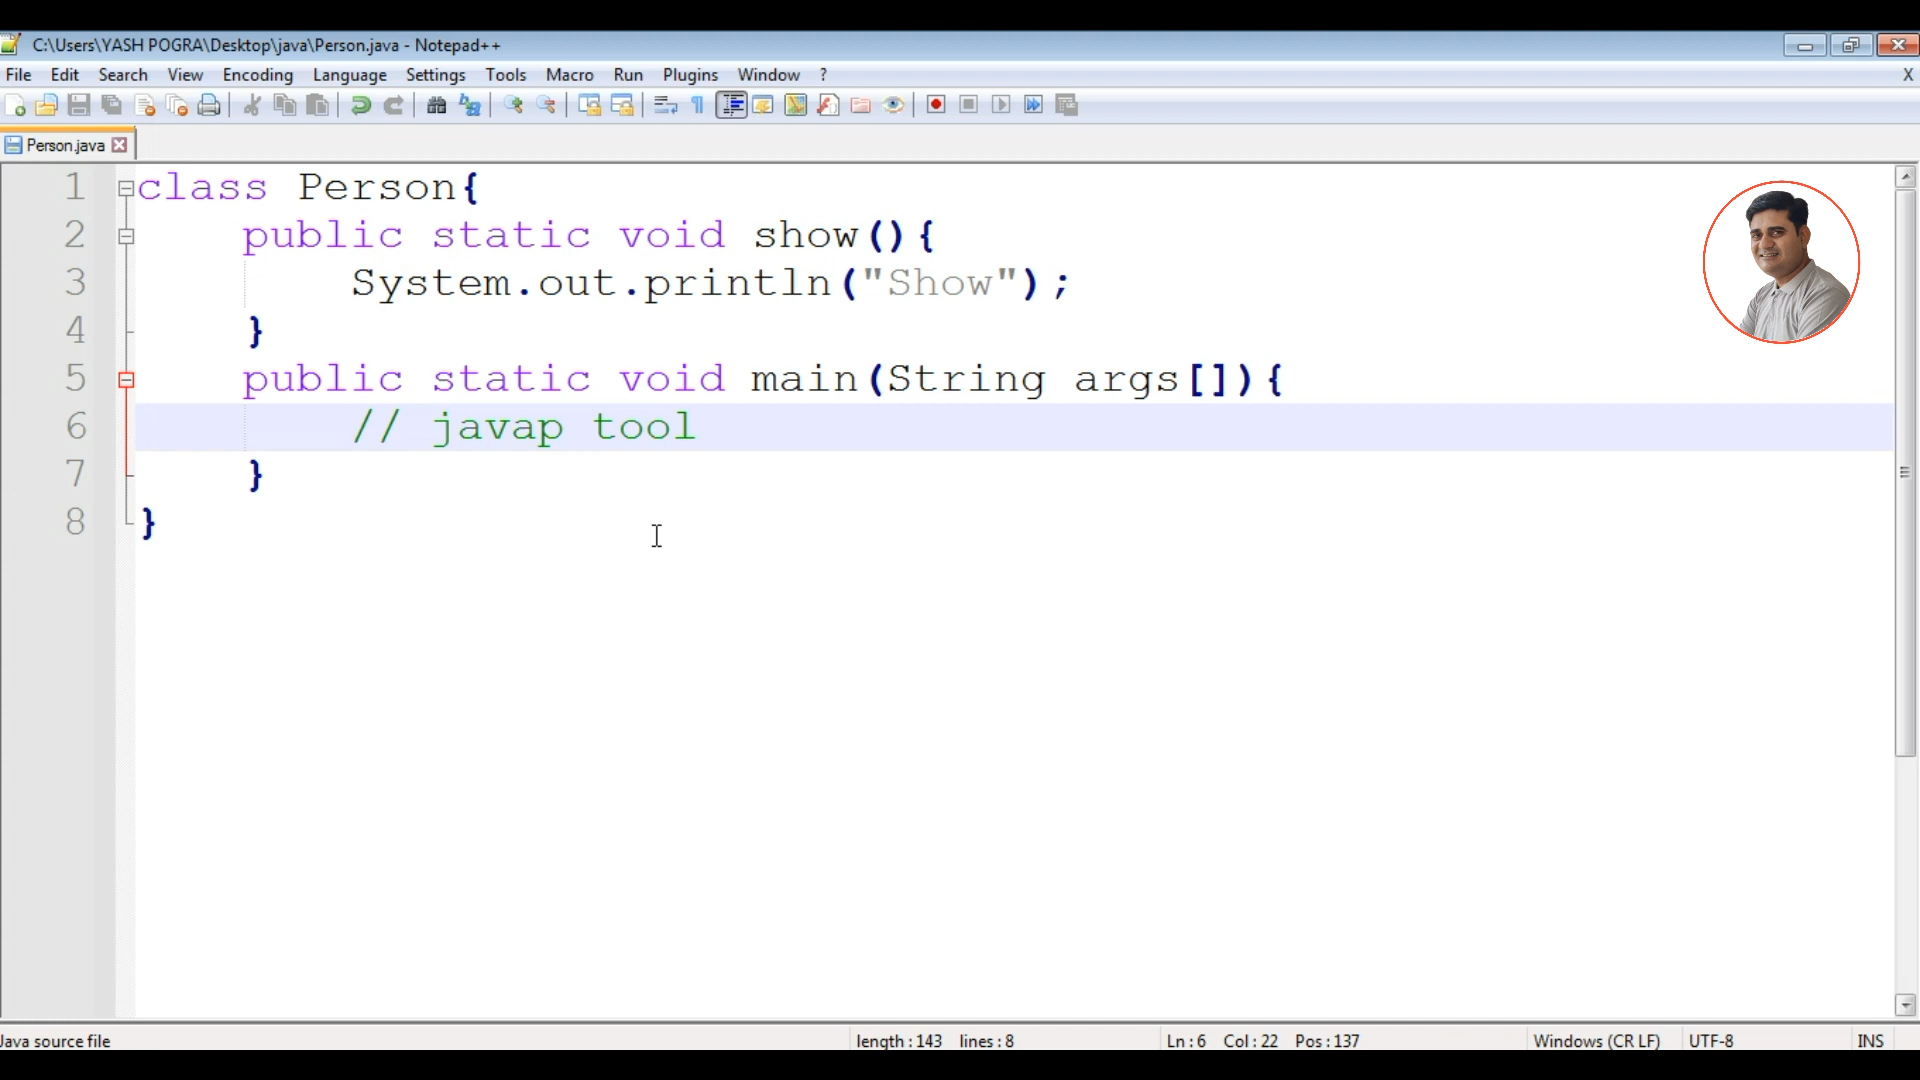 C:\Users\YASH POGRA\Desktop\java\Person.java - Notepad++
File Edit Search View Encoding Language Settings Tools Macro Run Plugins Window ? X
Person.java
1 class Person{
2 public static void show(){
3 System.out.println("Show");
4 }
5 public static void main(String args[]){
6 // javap tool
7 }
8 }
Java source file length : 143 lines : 8 Ln : 6 Col : 22 Pos : 137 Windows (CR LF) UTF-8 INS